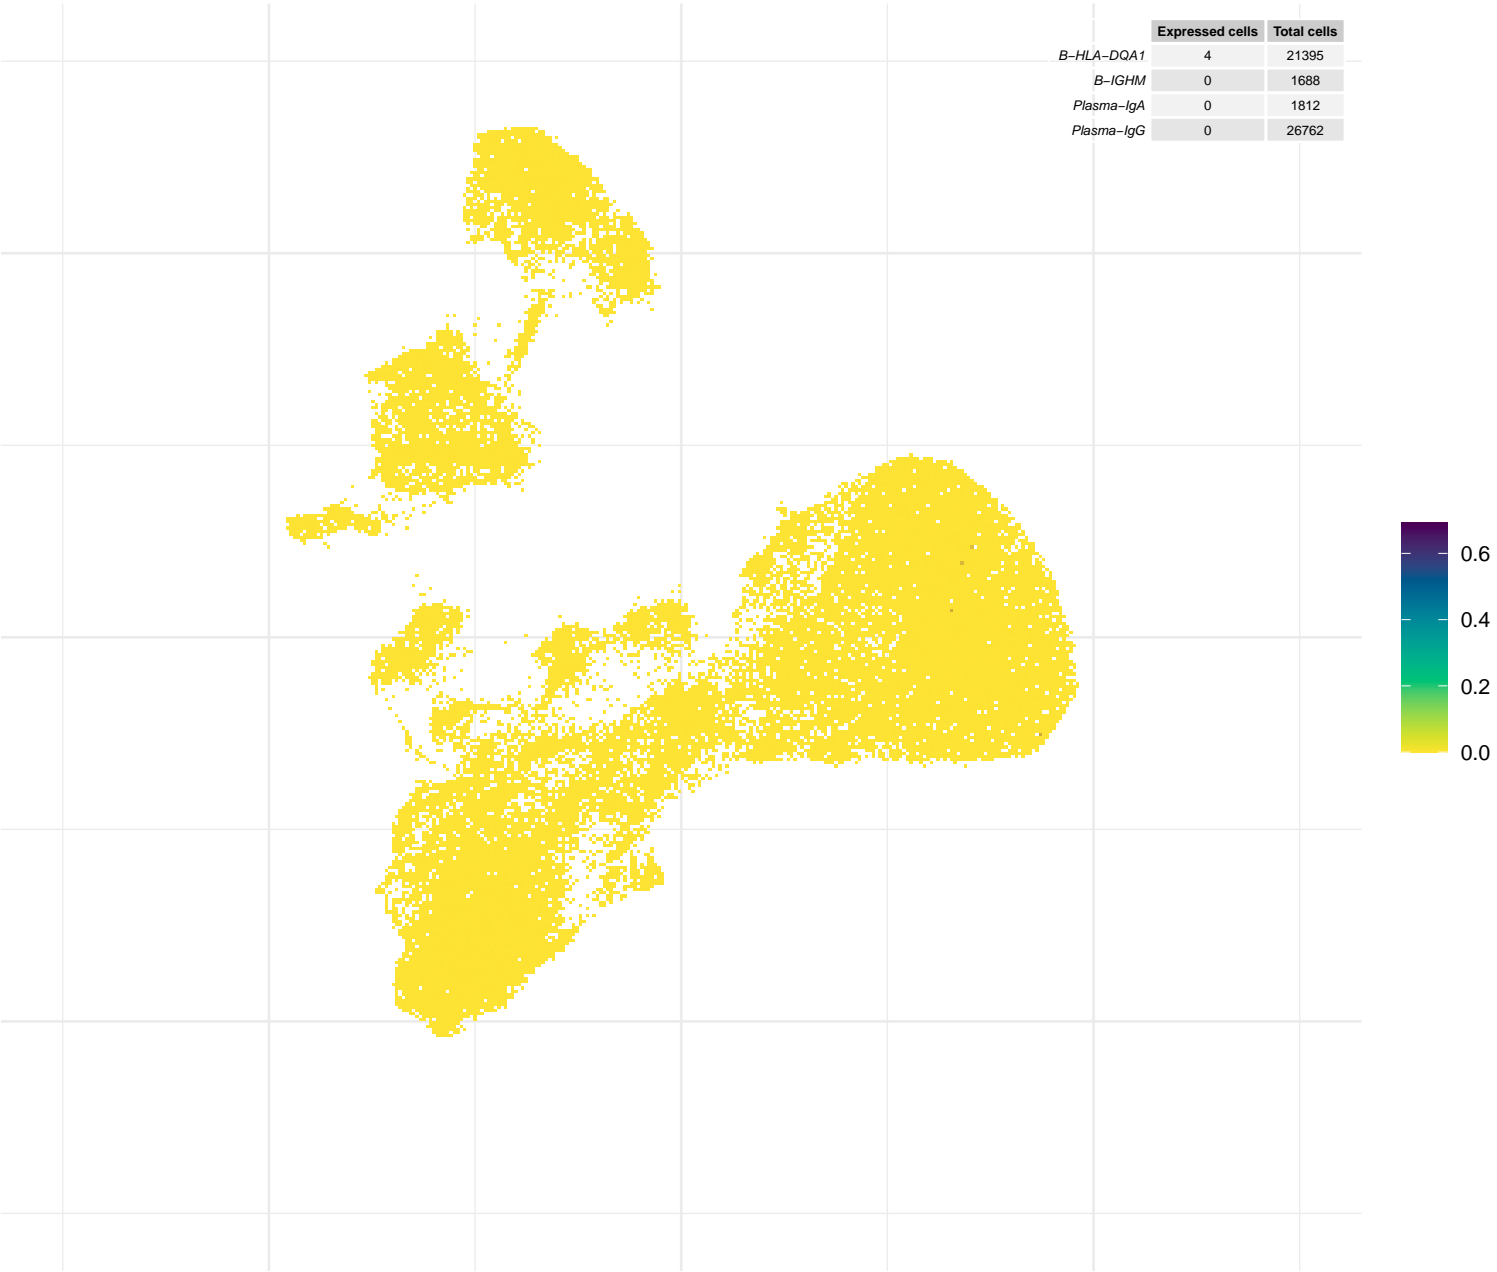 Expressed cells Total cells
B−HLA−DQA1 4 21395
B−IGHM 0 1688
Plasma−IgA 0 1812
Plasma−IgG 0 26762
0.6
0.4
0.2
0.0